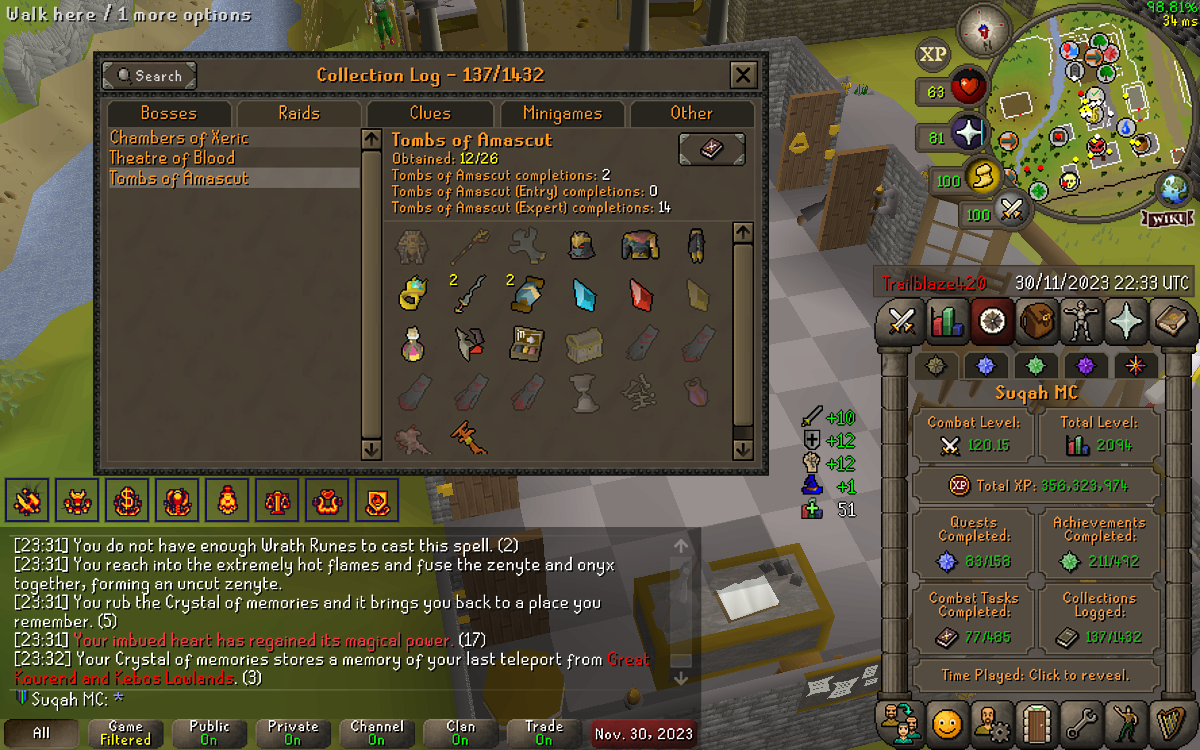 Walk here / 1 more options
98.81%
34 ms
Search
Collection Log - 137/1432
XP
Bosses
Raids
Clues
Minigames
Other
63
Chambers of Xeric
Theatre of Blood
Tombs of Amascut
Tombs of Amascut
Obtained: 12/26
Tombs of Amascut completions: 2
Tombs of Amascut (Entry) completions: 0
Tombs of Amascut (Expert) completions: 14
81
100
100
WIKI
2
2
Trailblaze420
30/11/2023 22:33 UTC
Suqah MC
Combat Level:
120.15
Total Level:
2094
XP
Total XP: 356,323,974
Quests
Completed:
83/158
Achievements
Completed:
211/492
Combat Tasks
Completed:
77/485
Collections
Logged:
137/1432
Time Played: Click to reveal.
+10
+12
+12
+1
51
[23:31] You do not have enough Wrath Runes to cast this spell. (2)
[23:31] You reach into the extremely hot flames and fuse the zenyte and onyx
together, forming an uncut zenyte.
[23:31] You rub the Crystal of memories and it brings you back to a place you
remember. (5)
[23:31] Your imbued heart has regained its magical power. (17)
[23:32] Your Crystal of memories stores a memory of your last teleport from Great
Kourend and Kebos Lowlands. (3)
Suqah MC: *
All
Game
Filtered
Public
On
Private
On
Channel
On
Clan
On
Trade
On
Nov. 30, 2023